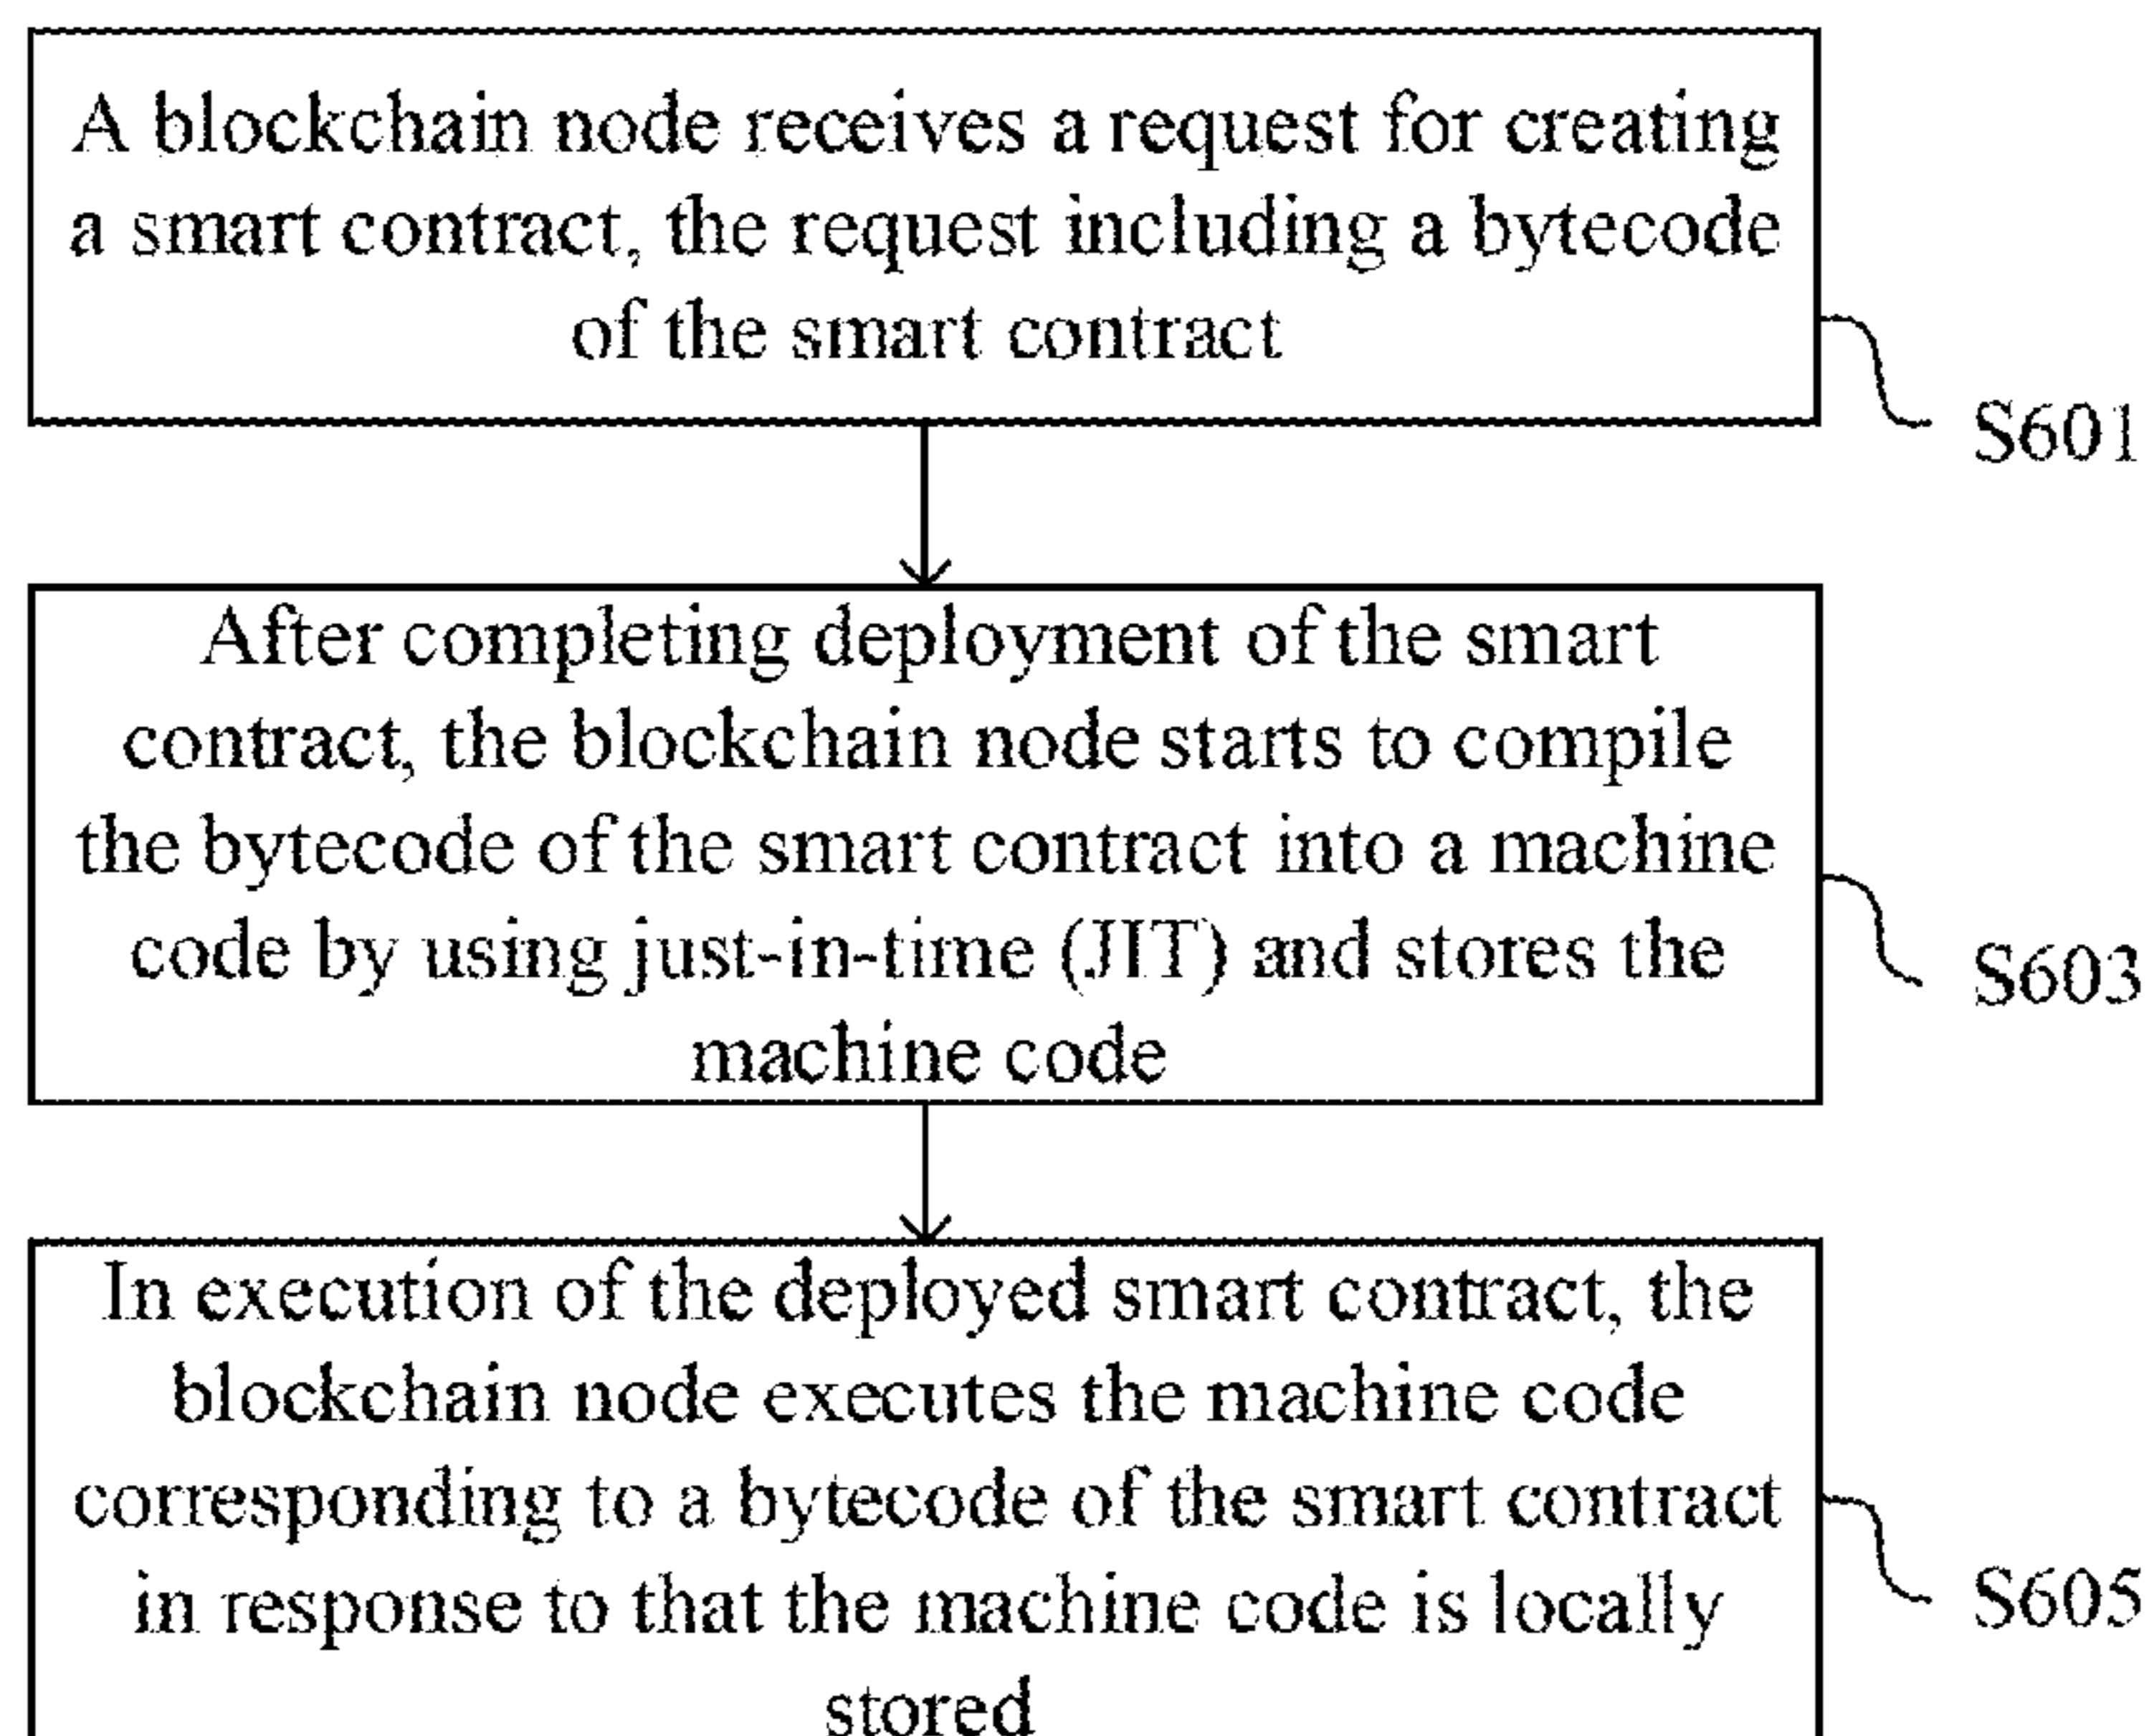 A blockchain node receives a request for creating
a smart contract, the request including a bytecode
of the smart contract
S601
After completing deployment of the smart
contract, the blockchain node starts to compile
the bytecode of the smart contract into a machine
code by using just-in-time (JIT) and stores the
machine code
S603
In execution of the deployed smart contract, the
blockchain node executes the machine code
corresponding to a bytecode of the smart contract
in response to that the machine code is locally
stored
S605